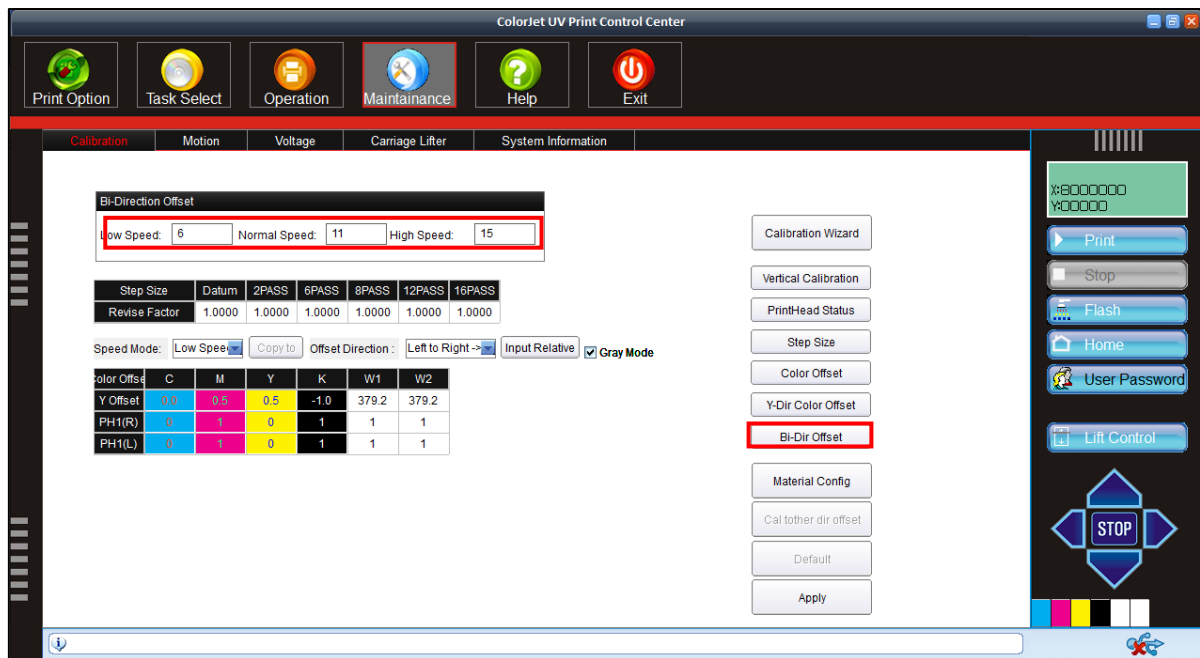 ColorJet UV Print Control Center
Print Option Task Select Operation Maintainance Help Exit
Calibration Motion Voltage Carriage Lifter System Information
Bi-Direction Offset
Low Speed: 6 Normal Speed: 11 High Speed: 15
Step Size Datum 2PASS 6PASS 8PASS 12PASS 16PASS
Revise Factor 1.0000 1.0000 1.0000 1.0000 1.0000 1.0000
Speed Mode: Low Spee Copy to Offset Direction : Left to Right -> Input Relative Gray Mode
Color Offse C M Y K W1 W2
Y Offset 0.0 0.5 0.5 -1.0 379.2 379.2
PH1(R) 0 1 0 1 1 1
PH1(L) 0 1 0 1 1 1
Calibration Wizard
Vertical Calibration
PrintHead Status
Step Size
Color Offset
Y-Dir Color Offset
Bi-Dir Offset
Material Config
Cal tother dir offset
Default
Apply
X:8000000
Y:00000
Print
Stop
Flash
Home
User Password
Lift Control
STOP